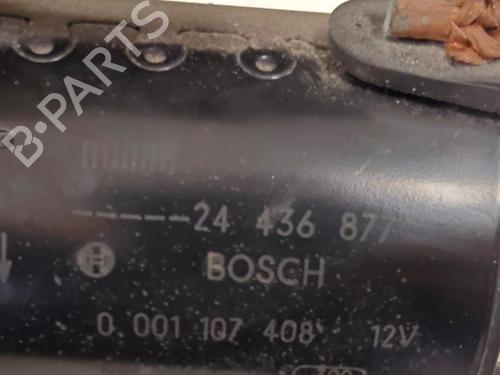 B-PARTS
-----24 436 877
BOSCH
0 001 107 408 12V